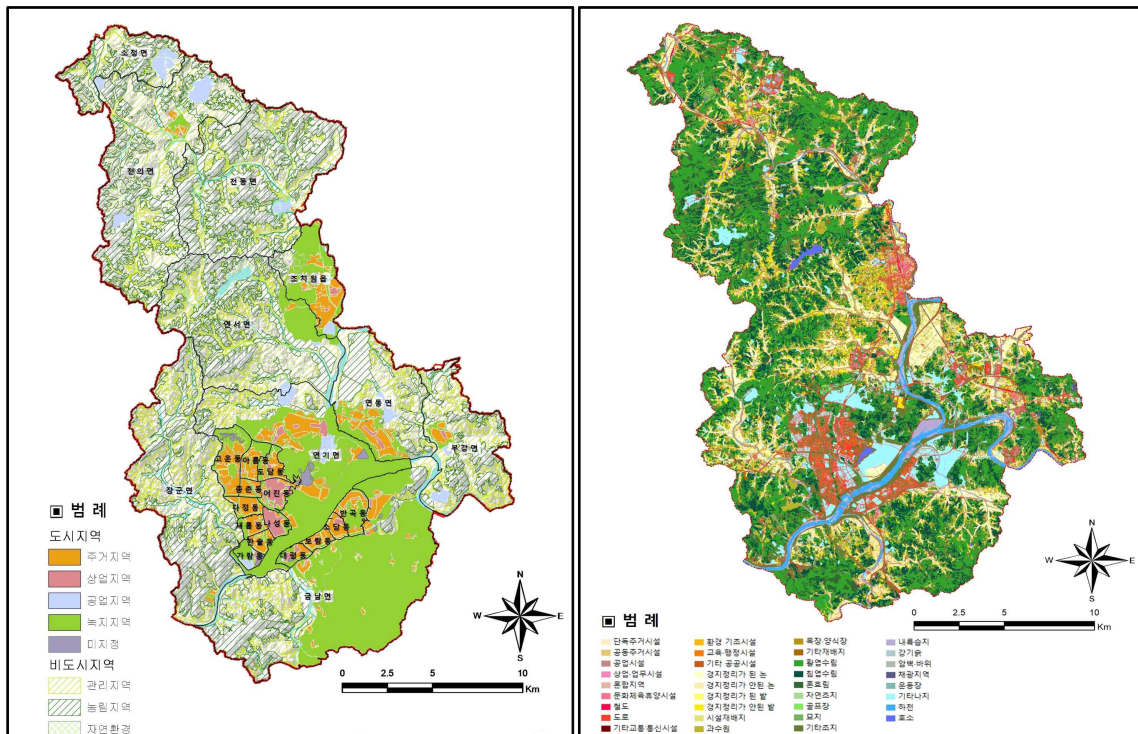 소정면
전의면
전동면
조치원읍
연서면
연동면
연기면
부강면
고운동
아름동
도담동
종촌동
어진동
다정동
장군면
새롬동
나성동
반곡동
소담동
한솔동
보람동
가람동
대평동
금남면
▣ 범 례
도시지역
주거지역
상업지역
공업지역
녹지지역
미지정
비도시지역
관리지역
농림지역
자연환경
N
W
E
S
0 2.5 5 10
Km
N
W
E
S
0 2.5 5 10
Km
▣ 범 례
단독주거시설
공동주거시설
공업시설
상업·업무시설
혼합지역
문화체육휴양시설
철도
도로
기타교통·통신시설
환경 기초시설
교육·행정시설
기타 공공시설
경지정리가 된 논
경지정리가 안된 논
경지정리가 된 밭
경지정리가 안된 밭
시설재배지
과수원
목장·양식장
기타재배지
활엽수림
침엽수림
혼효림
자연초지
골프장
묘지
기타초지
내륙습지
강기슭
암벽·바위
채광지역
운동장
기타나지
하천
호소